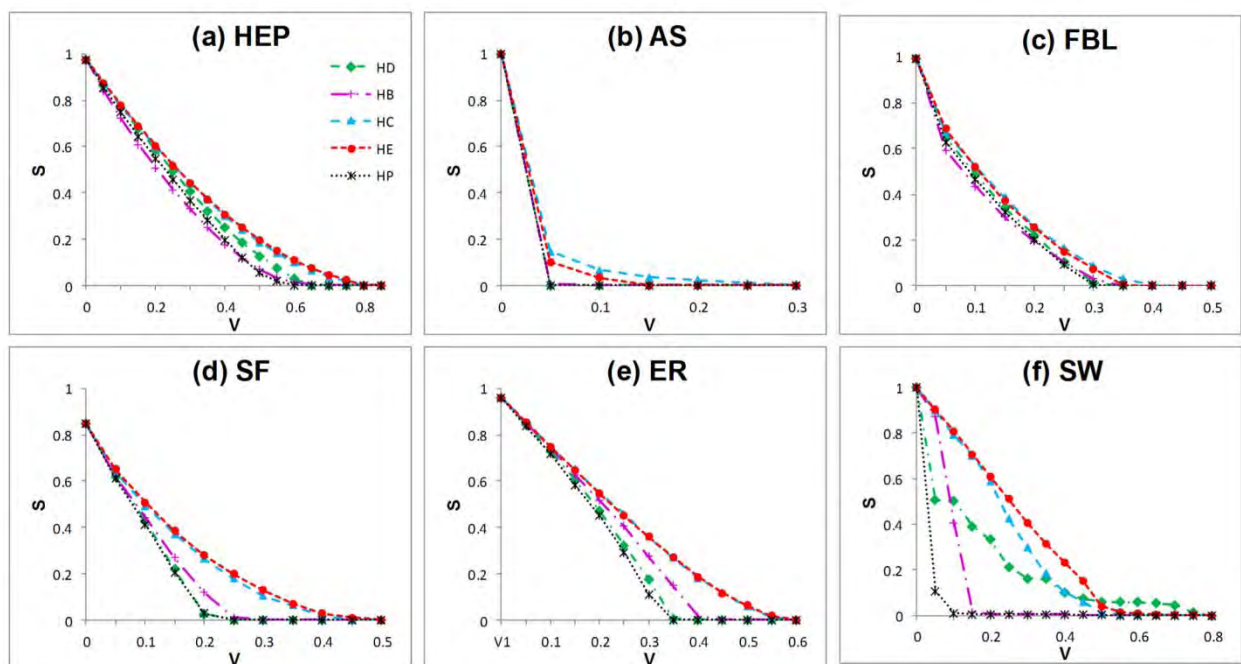 (a) HEP
1
0.8
0.6
S
0.4
0.2
0
0 0.2 0.4 0.6 0.8
V
HD
HB
HC
HE
HP
(b) AS
1
0.8
0.6
S
0.4
0.2
0
0 0.1 0.2 0.3
V
(c) FBL
1
0.8
0.6
S
0.4
0.2
0
0 0.1 0.2 0.3 0.4 0.5
V
(d) SF
1
0.8
0.6
S
0.4
0.2
0
0 0.1 0.2 0.3 0.4 0.5
V
(e) ER
1
0.8
0.6
S
0.4
0.2
0
V1 0.1 0.2 0.3 0.4 0.5 0.6
V
(f) SW
1
0.8
0.6
S
0.4
0.2
0
0 0.2 0.4 0.6 0.8
V